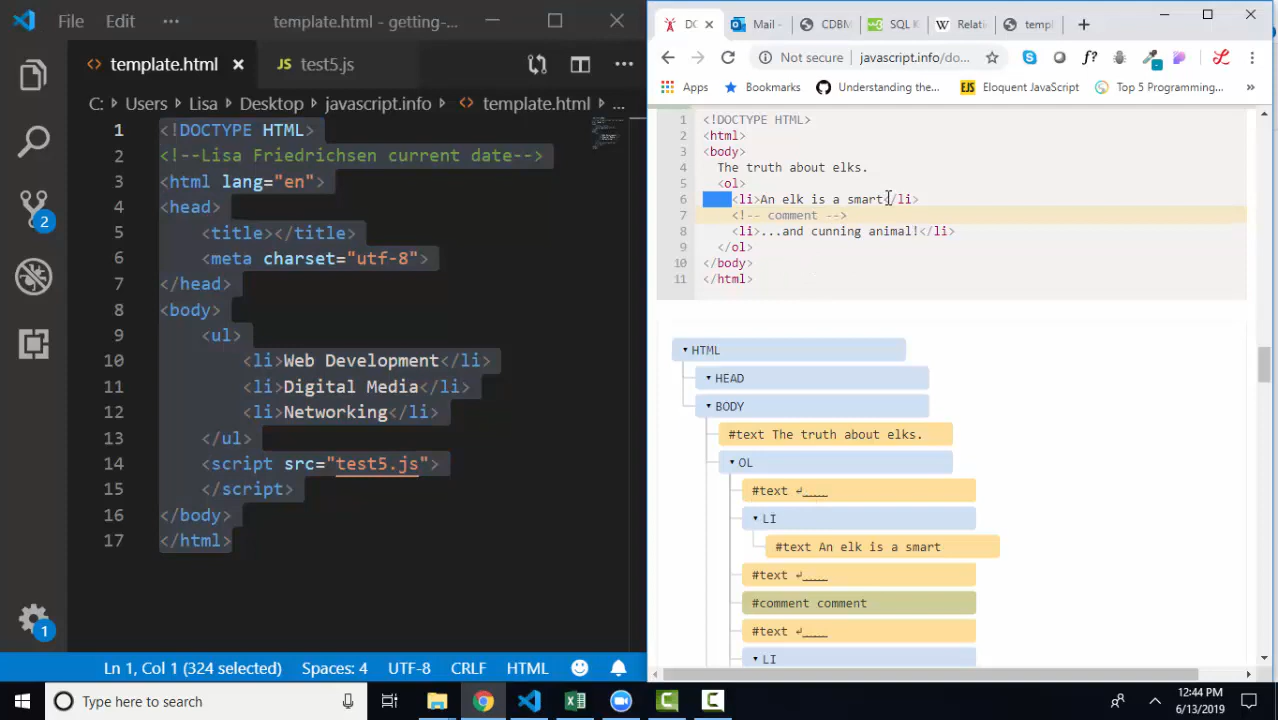 File Edit ··· template.html - getting-...
template.html JS test5.js ···
C: Users Lisa Desktop javascript.info template.html ...
1 <!DOCTYPE HTML>
2 <!--Lisa Friedrichsen current date-->
3 <html lang="en">
4 <head>
5 <title></title>
6 <meta charset="utf-8">
7 </head>
8 <body>
9 <ul>
10 <li>Web Development</li>
11 <li>Digital Media</li>
12 <li>Networking</li>
13 </ul>
14 <script src="test5.js">
15 </script>
16 </body>
17 </html>
2
1
Ln 1, Col 1 (324 selected) Spaces: 4 UTF-8 CRLF HTML
DO Mail - CDBM SQL K W Relati templ
Not secure javascript.info/do... f?
Apps Bookmarks Understanding the... EJS Eloquent JavaScript Top 5 Programming... »
1 <!DOCTYPE HTML>
2 <html>
3 <body>
4 The truth about elks.
5 <ol>
6 <li>An elk is a smart</li>
7 <!-- comment -->
8 <li>...and cunning animal!</li>
9 </ol>
10 </body>
11 </html>
HTML
HEAD
BODY
#text The truth about elks.
OL
#text ↵
LI
#text An elk is a smart
#text ↵
#comment comment
#text ↵
LI
Type here to search
12:44 PM
6/13/2019